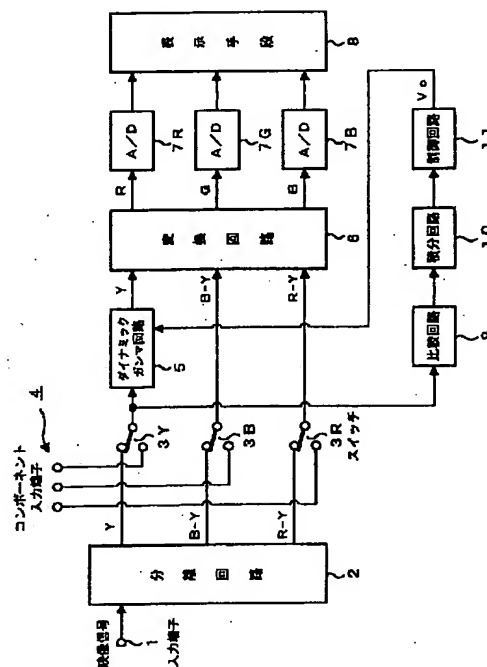 映像信号
1
入力端子
分離回路
2
コンポーネント
入力端子
4
Y
B-Y
R-Y
3Y
3B
3R
スイッチ
ダイナミック
ガンマ回路
5
Y
B-Y
R-Y
変換回路
6
R
G
B
A/D
7R
A/D
7G
A/D
7B
表示手段
8
比較回路
9
積分回路
10
制御回路
11
Vo